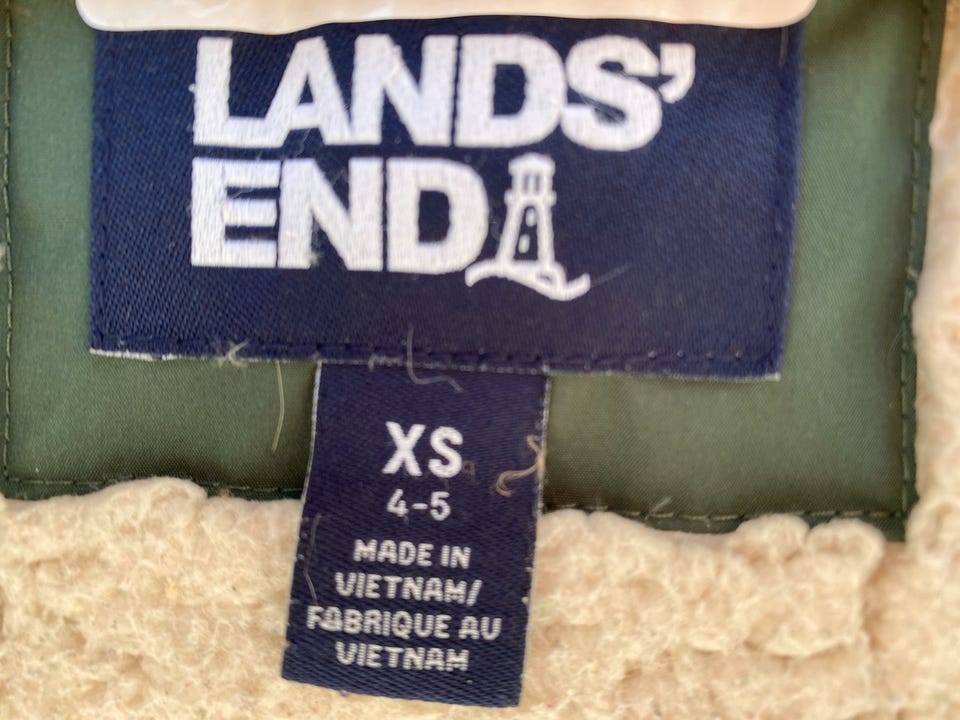 LANDS'
END
XS
4-5
MADE IN
VIETNAM/
FABRIQUE AU
VIETNAM